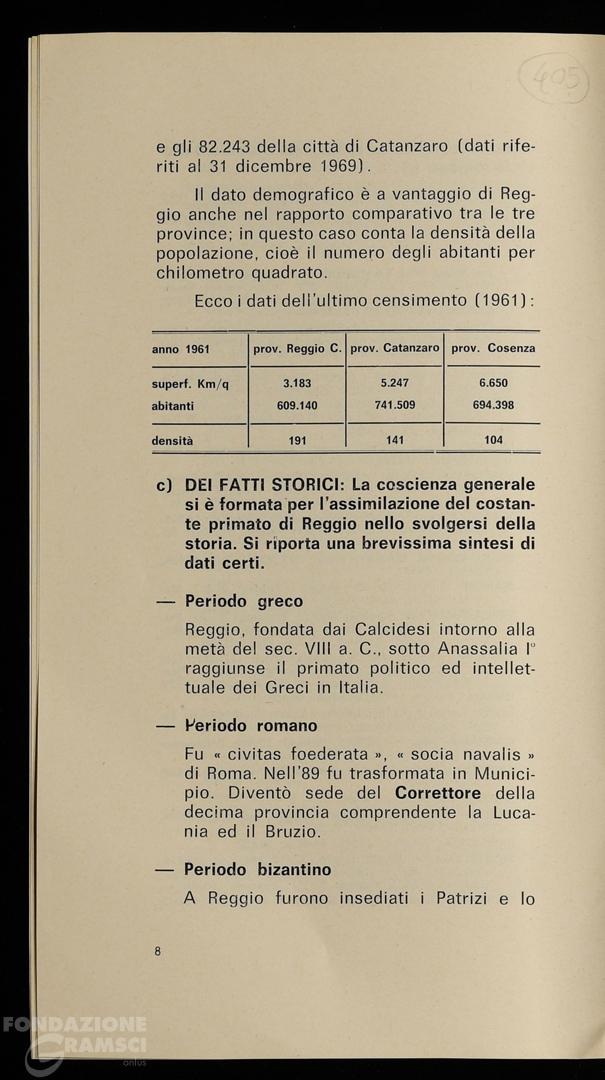 405
e gli 82.243 della città di Catanzaro (dati rife-
riti al 31 dicembre 1969).
Il dato demografico è a vantaggio di Reg-
gio anche nel rapporto comparativo tra le tre
province; in questo caso conta la densità della
popolazione, cioè il numero degli abitanti per
chilometro quadrato.
Ecco i dati dell'ultimo censimento (1961):
anno 1961 prov. Reggio C. prov. Catanzaro prov. Cosenza
superf. Km/q 3.183 5.247 6.650
abitanti 609.140 741.509 694.398
densità 191 141 104
c) DEI FATTI STORICI: La coscienza generale
si è formata per l'assimilazione del costan-
te primato di Reggio nello svolgersi della
storia. Si riporta una brevissima sintesi di
dati certi.
— Periodo greco
Reggio, fondata dai Calcidesi intorno alla
metà del sec. VIII a. C., sotto Anassalia I°
raggiunse il primato politico ed intellet-
tuale dei Greci in Italia.
— Periodo romano
Fu « civitas foederata », « socia navalis »
di Roma. Nell'89 fu trasformata in Munici-
pio. Diventò sede del Correttore della
decima provincia comprendente la Luca-
nia ed il Bruzio.
— Periodo bizantino
A Reggio furono insediati i Patrizi e lo
8
FONDAZIONE
GRAMSCI
onlus